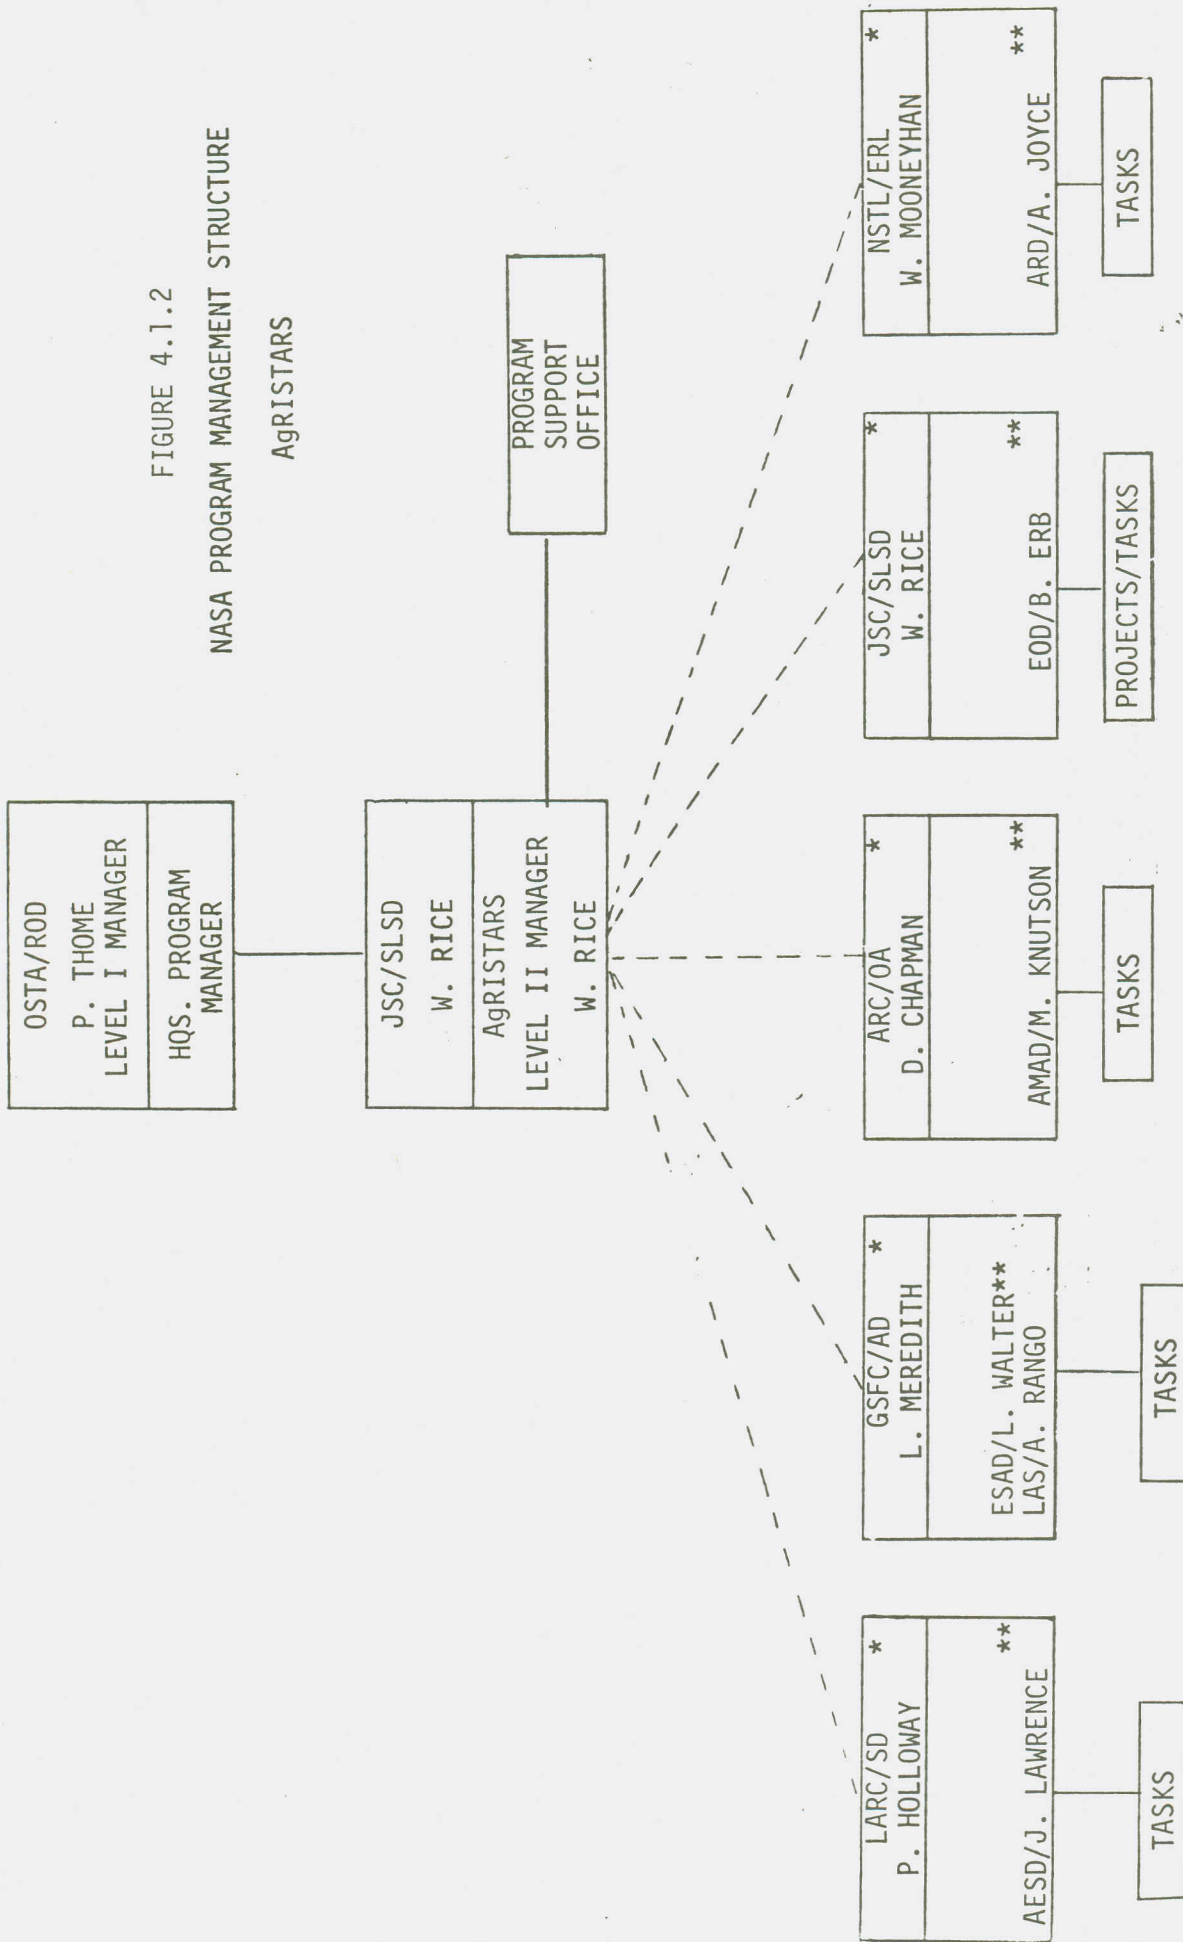 FIGURE 4.1.2
NASA PROGRAM MANAGEMENT STRUCTURE
AgRISTARS
OSTA/ROD
P. THOME
LEVEL I MANAGER
HQS. PROGRAM
MANAGER
JSC/SLSD
W. RICE
AgRISTARS
LEVEL II MANAGER
W. RICE
PROGRAM
SUPPORT
OFFICE
LARC/SD *
P. HOLLOWAY
**
AESD/J. LAWRENCE
TASKS
GSFC/AD *
L. MEREDITH
ESAD/L. WALTER**
LAS/A. RANGO
TASKS
ARC/OA *
D. CHAPMAN
**
AMAD/M. KNUTSON
TASKS
JSC/SLSD *
W. RICE
**
EOD/B. ERB
PROJECTS/TASKS
NSTL/ERL *
W. MOONEYHAN
**
ARD/A. JOYCE
TASKS